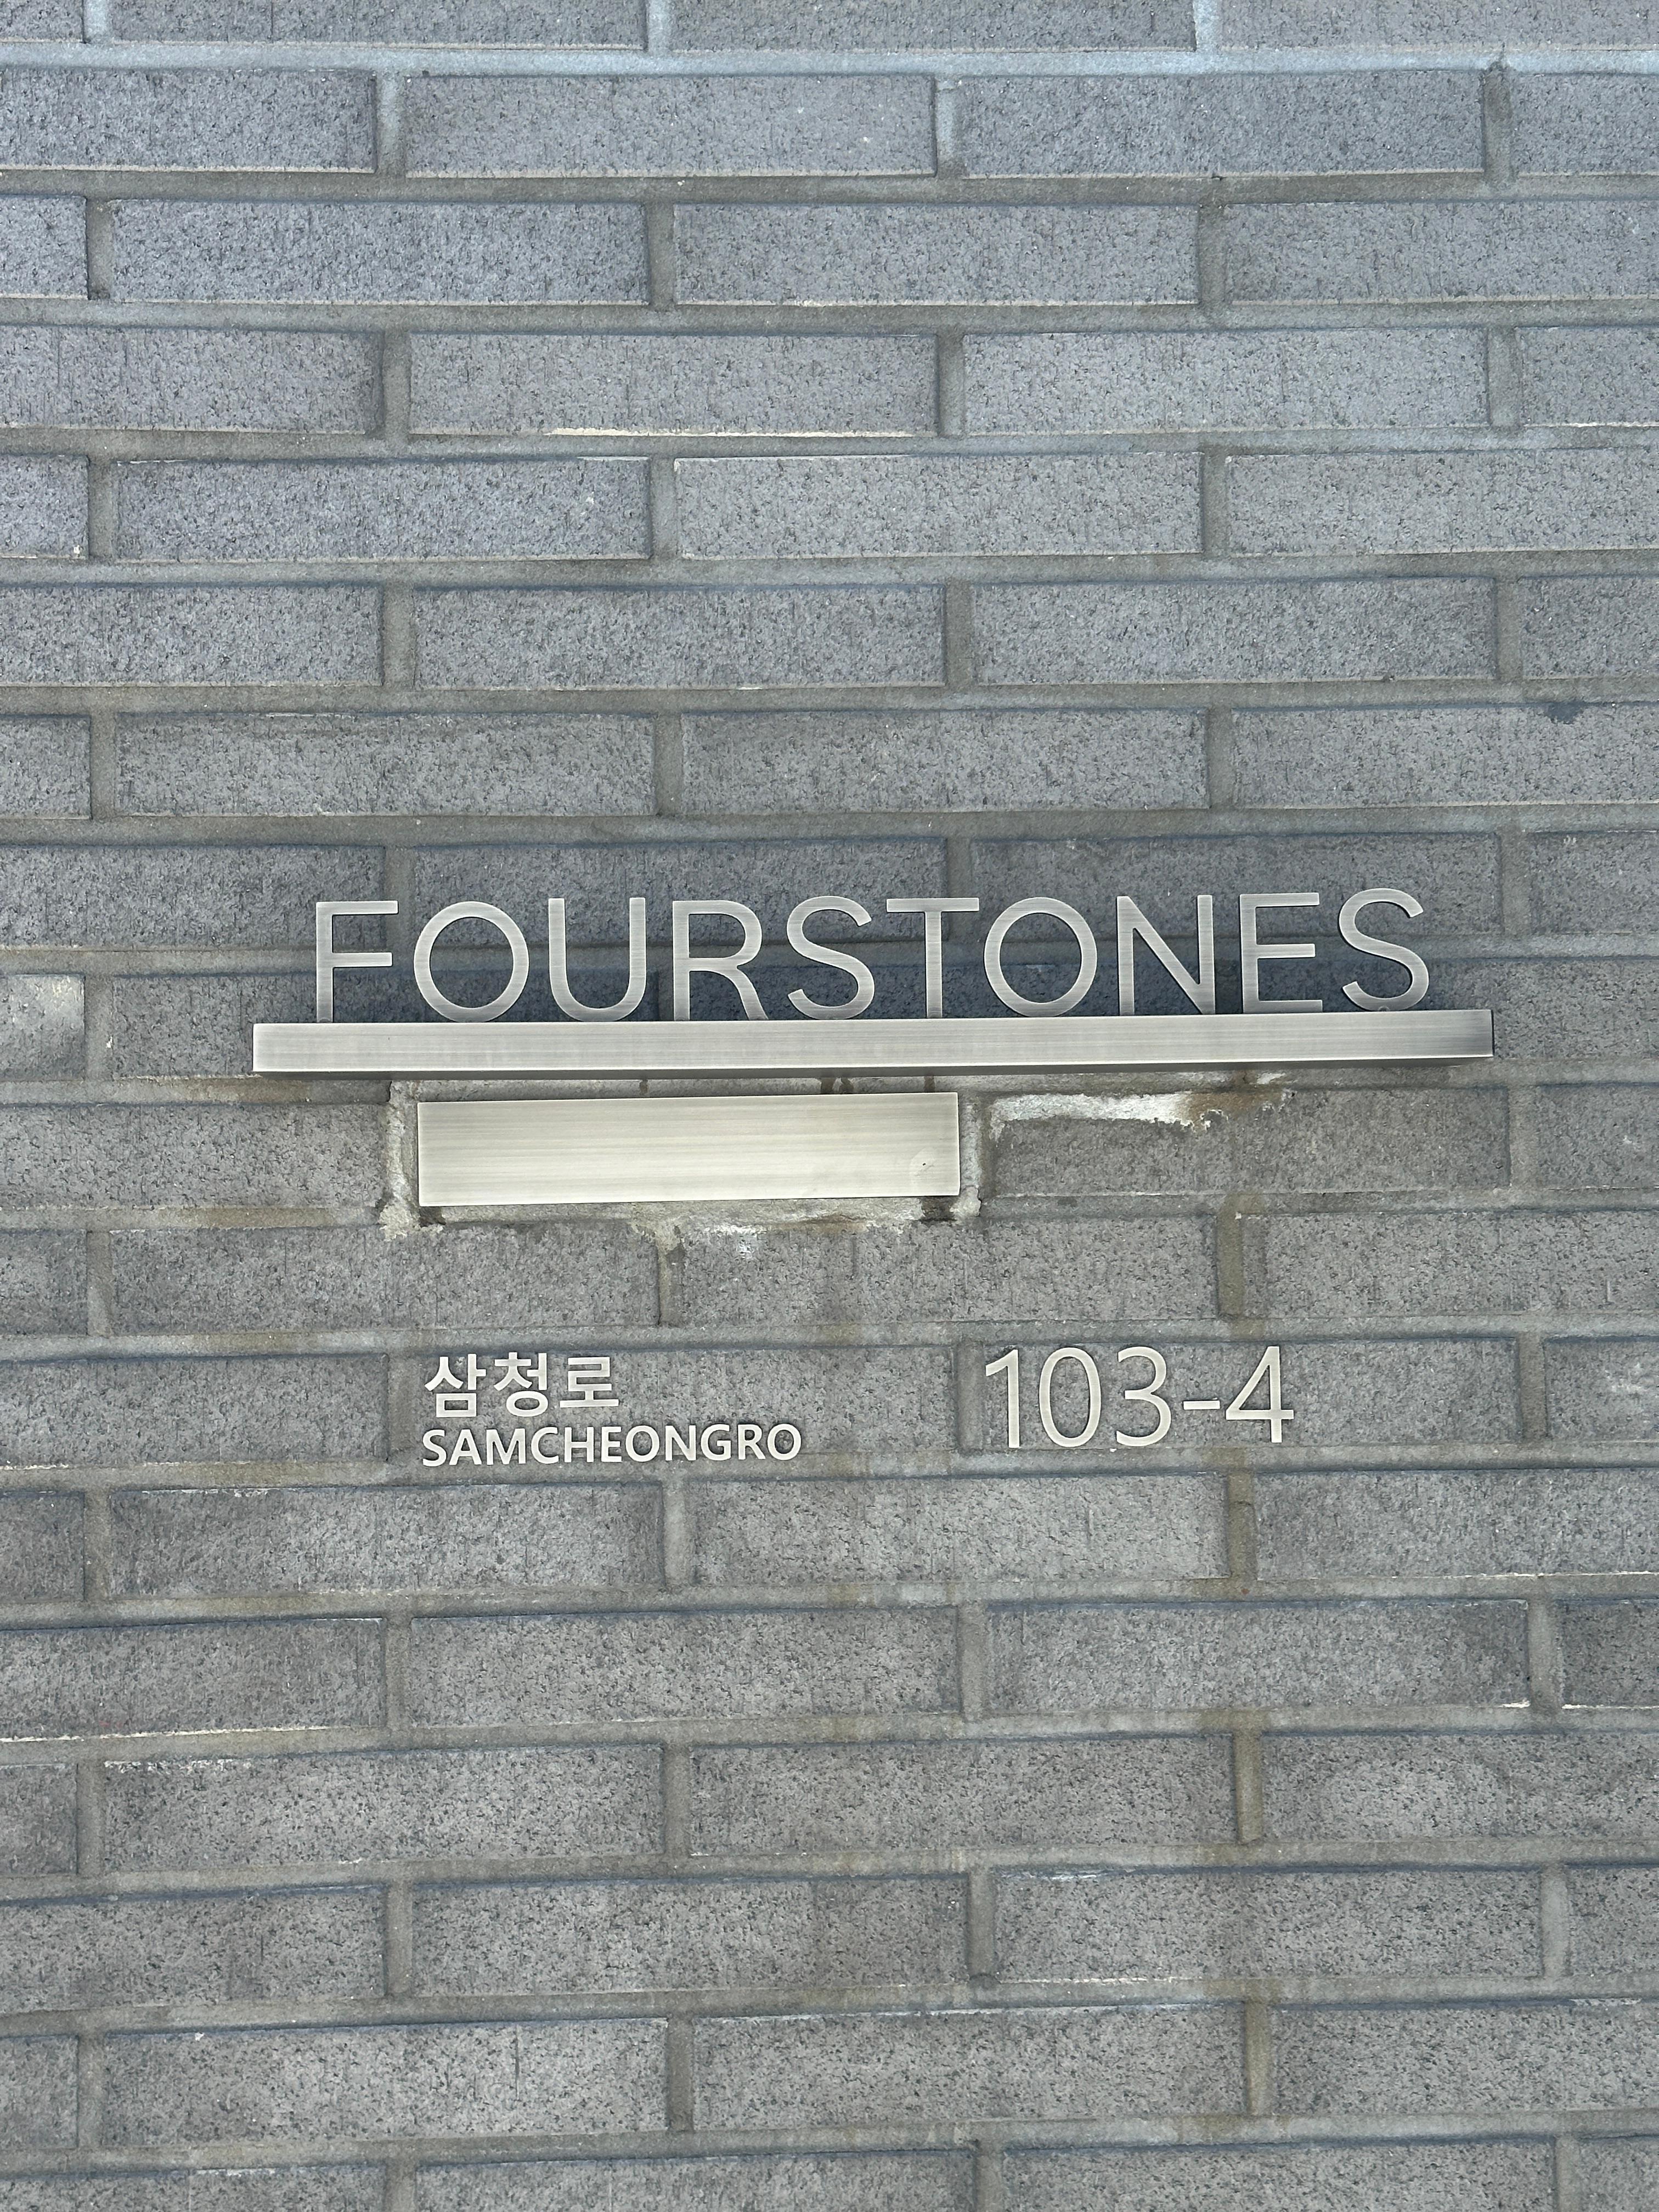 FOURSTONES
삼청로
SAMCHEONGRO
103-4